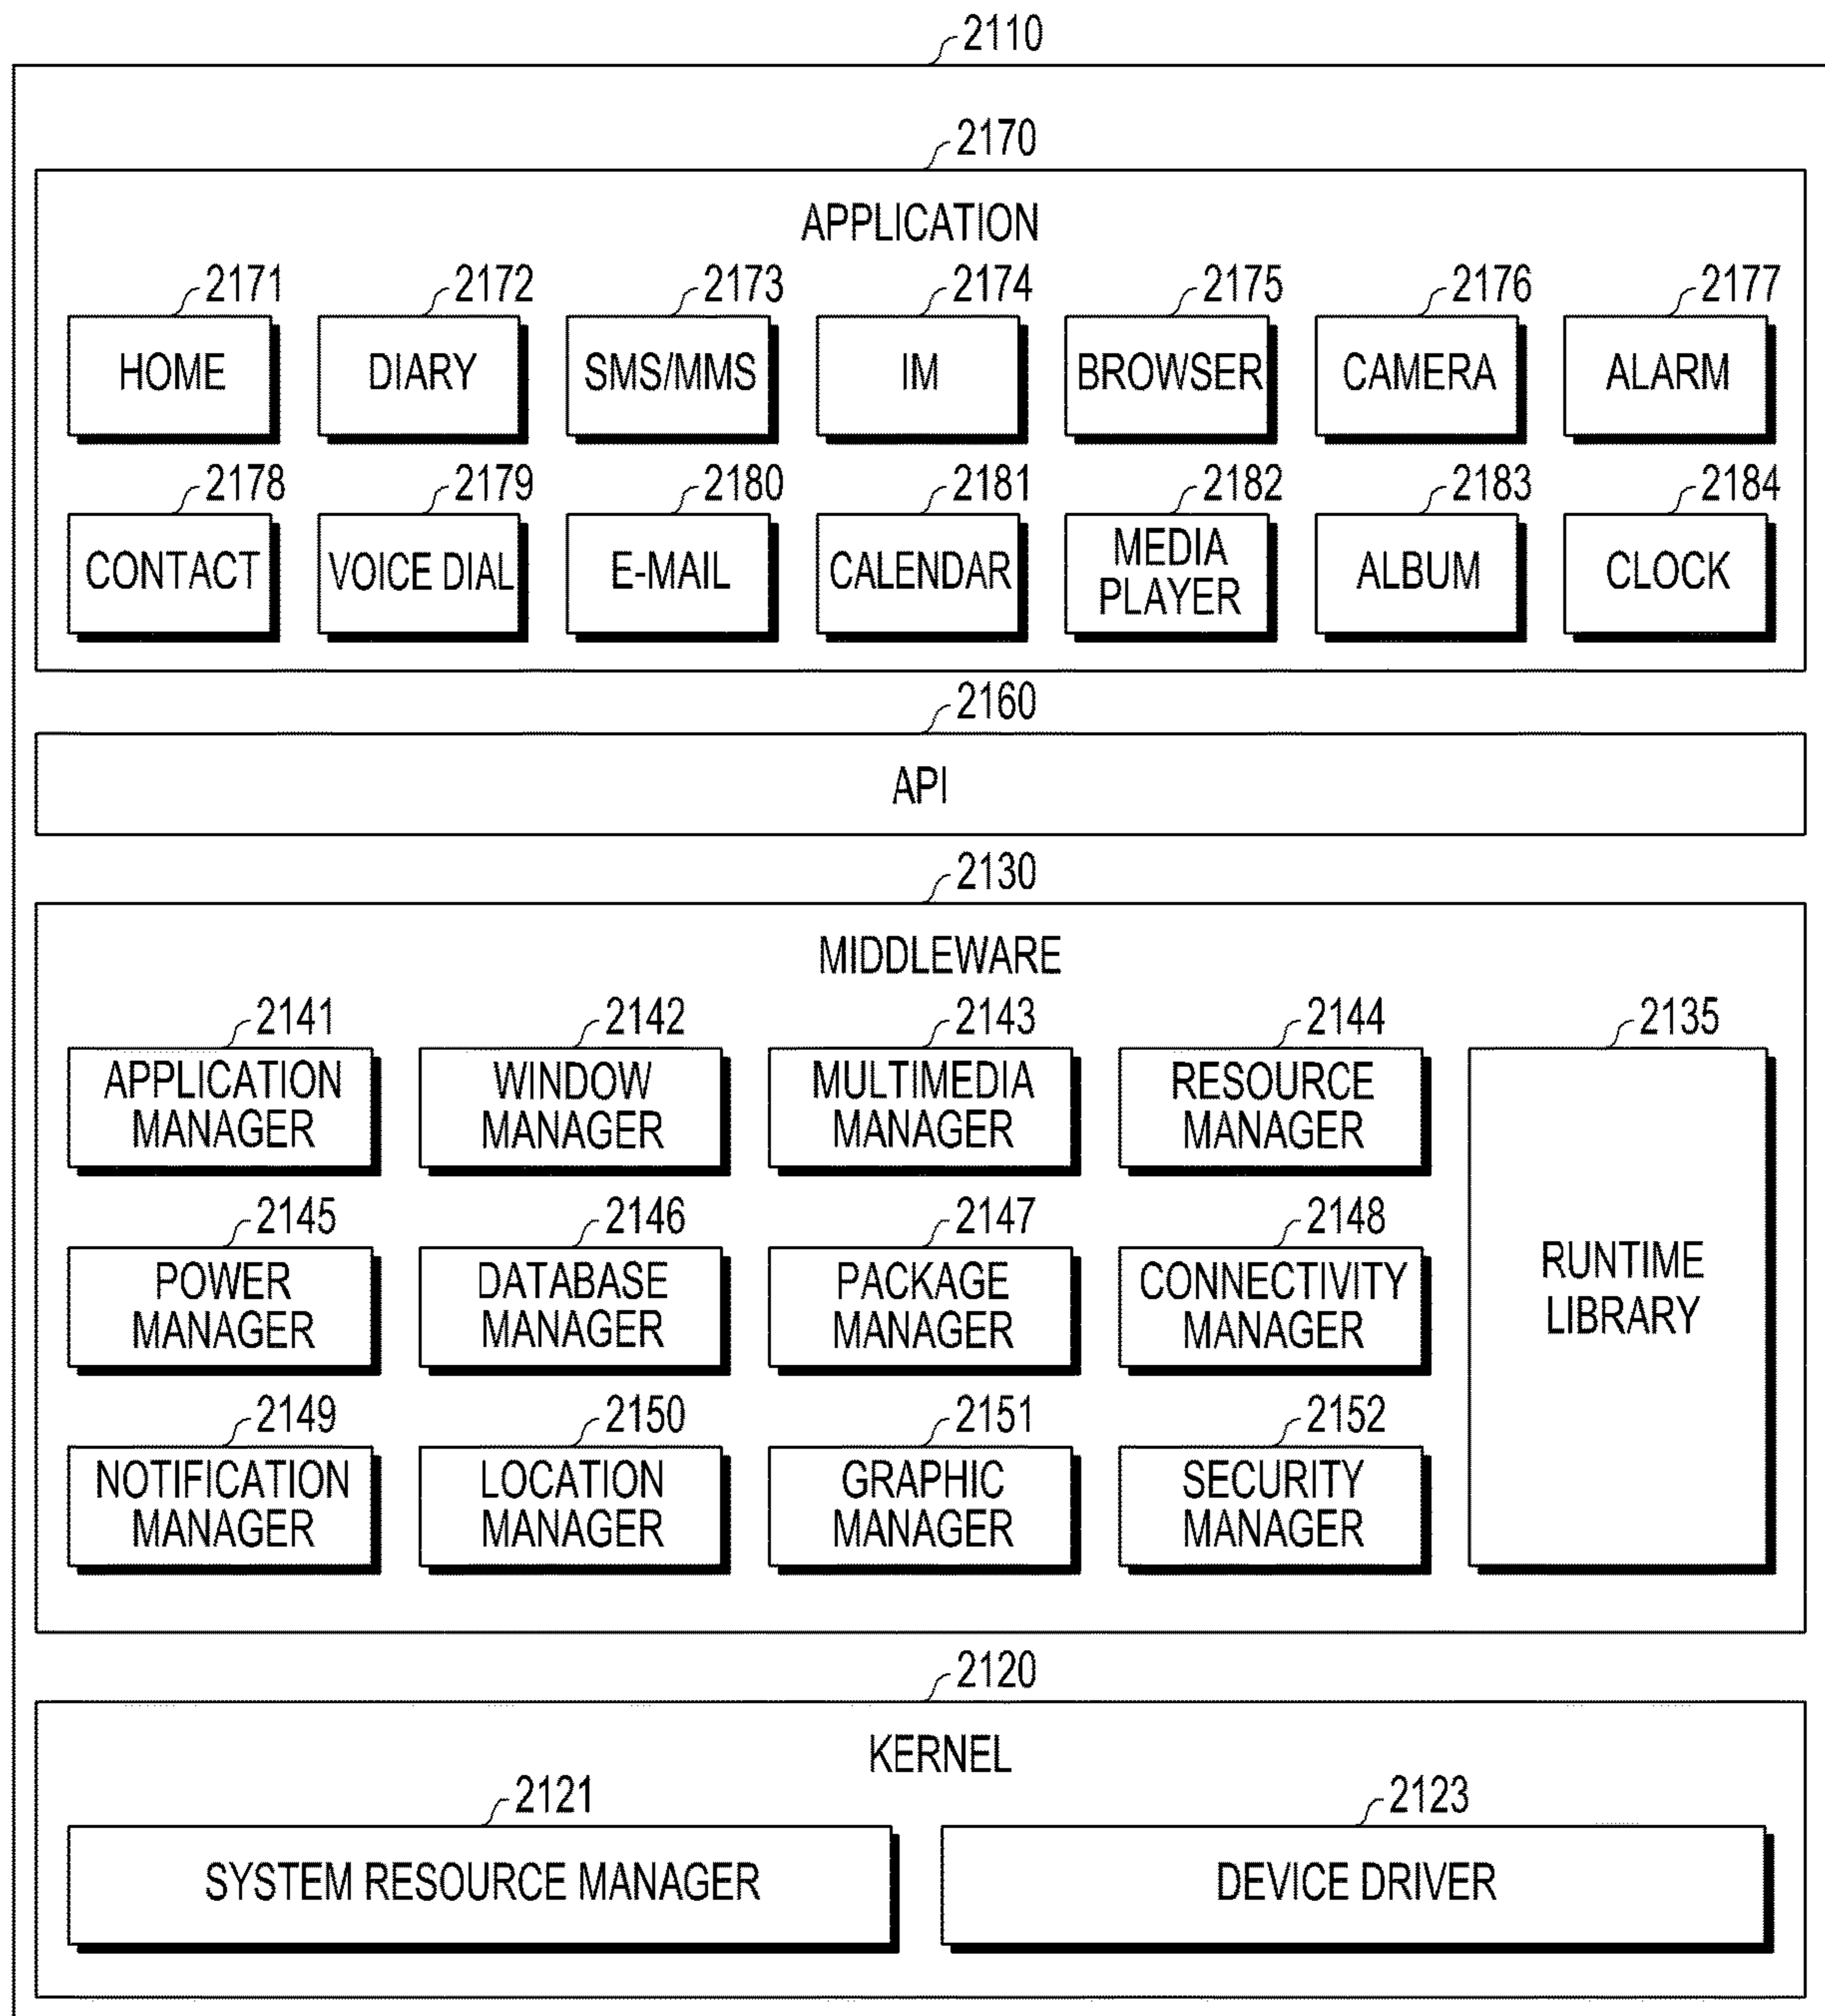 2110
2170
APPLICATION
2171 2172 2173 2174 2175 2176 2177
HOME DIARY SMS/MMS IM BROWSER CAMERA ALARM
2178 2179 2180 2181 2182 2183 2184
CONTACT VOICE DIAL E-MAIL CALENDAR MEDIA PLAYER ALBUM CLOCK
2160
API
2130
MIDDLEWARE
2141 2142 2143 2144 2135
APPLICATION MANAGER WINDOW MANAGER MULTIMEDIA MANAGER RESOURCE MANAGER
2145 2146 2147 2148
POWER MANAGER DATABASE MANAGER PACKAGE MANAGER CONNECTIVITY MANAGER RUNTIME LIBRARY
2149 2150 2151 2152
NOTIFICATION MANAGER LOCATION MANAGER GRAPHIC MANAGER SECURITY MANAGER
2120
KERNEL
2121 2123
SYSTEM RESOURCE MANAGER DEVICE DRIVER